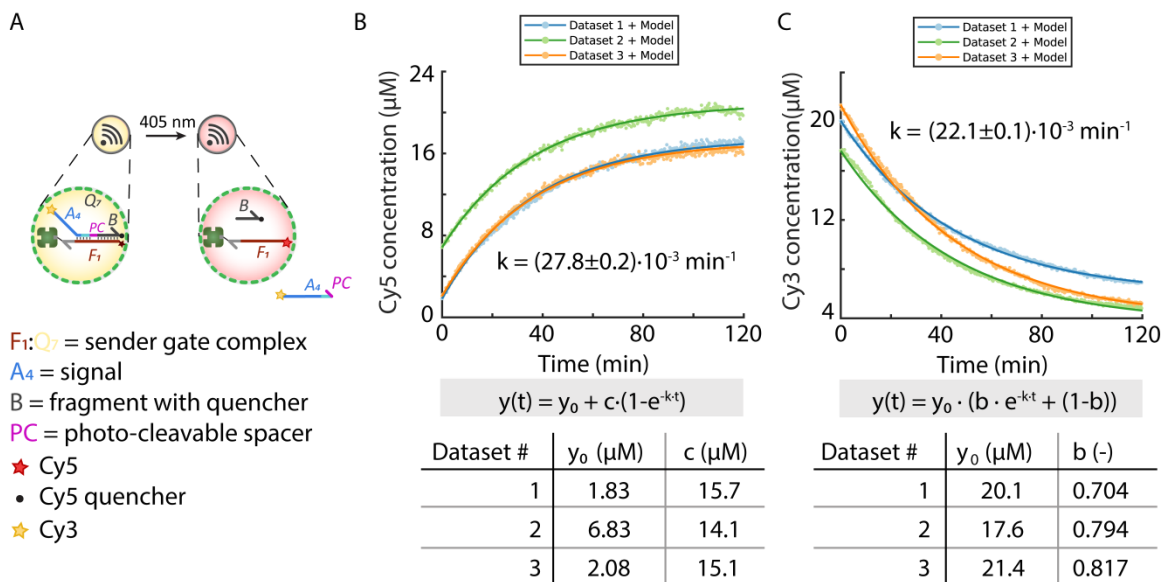 A
405 nm
Q₇
A₄
PC
B
F₁
B
F₁
A₄
PC
F₁:Q₇ = sender gate complex
A₄ = signal
B = fragment with quencher
PC = photo-cleavable spacer
Cy5
Cy5 quencher
Cy3
B
Dataset 1 + Model
Dataset 2 + Model
Dataset 3 + Model
Cy5 concentration (μM)
24
16
8
0
k = (27.8±0.2)·10⁻³ min⁻¹
0 40 80 120
Time (min)
y(t) = y₀ + c·(1-e⁻ᵏ·ᵗ)
Dataset # y₀ (μM) c (μM)
1 1.83 15.7
2 6.83 14.1
3 2.08 15.1
C
Dataset 1 + Model
Dataset 2 + Model
Dataset 3 + Model
Cy3 concentration(μM)
20
12
4
k = (22.1±0.1)·10⁻³ min⁻¹
0 40 80 120
Time (min)
y(t) = y₀ · (b · e⁻ᵏ·ᵗ + (1-b))
Dataset # y₀ (μM) b (-)
1 20.1 0.704
2 17.6 0.794
3 21.4 0.817